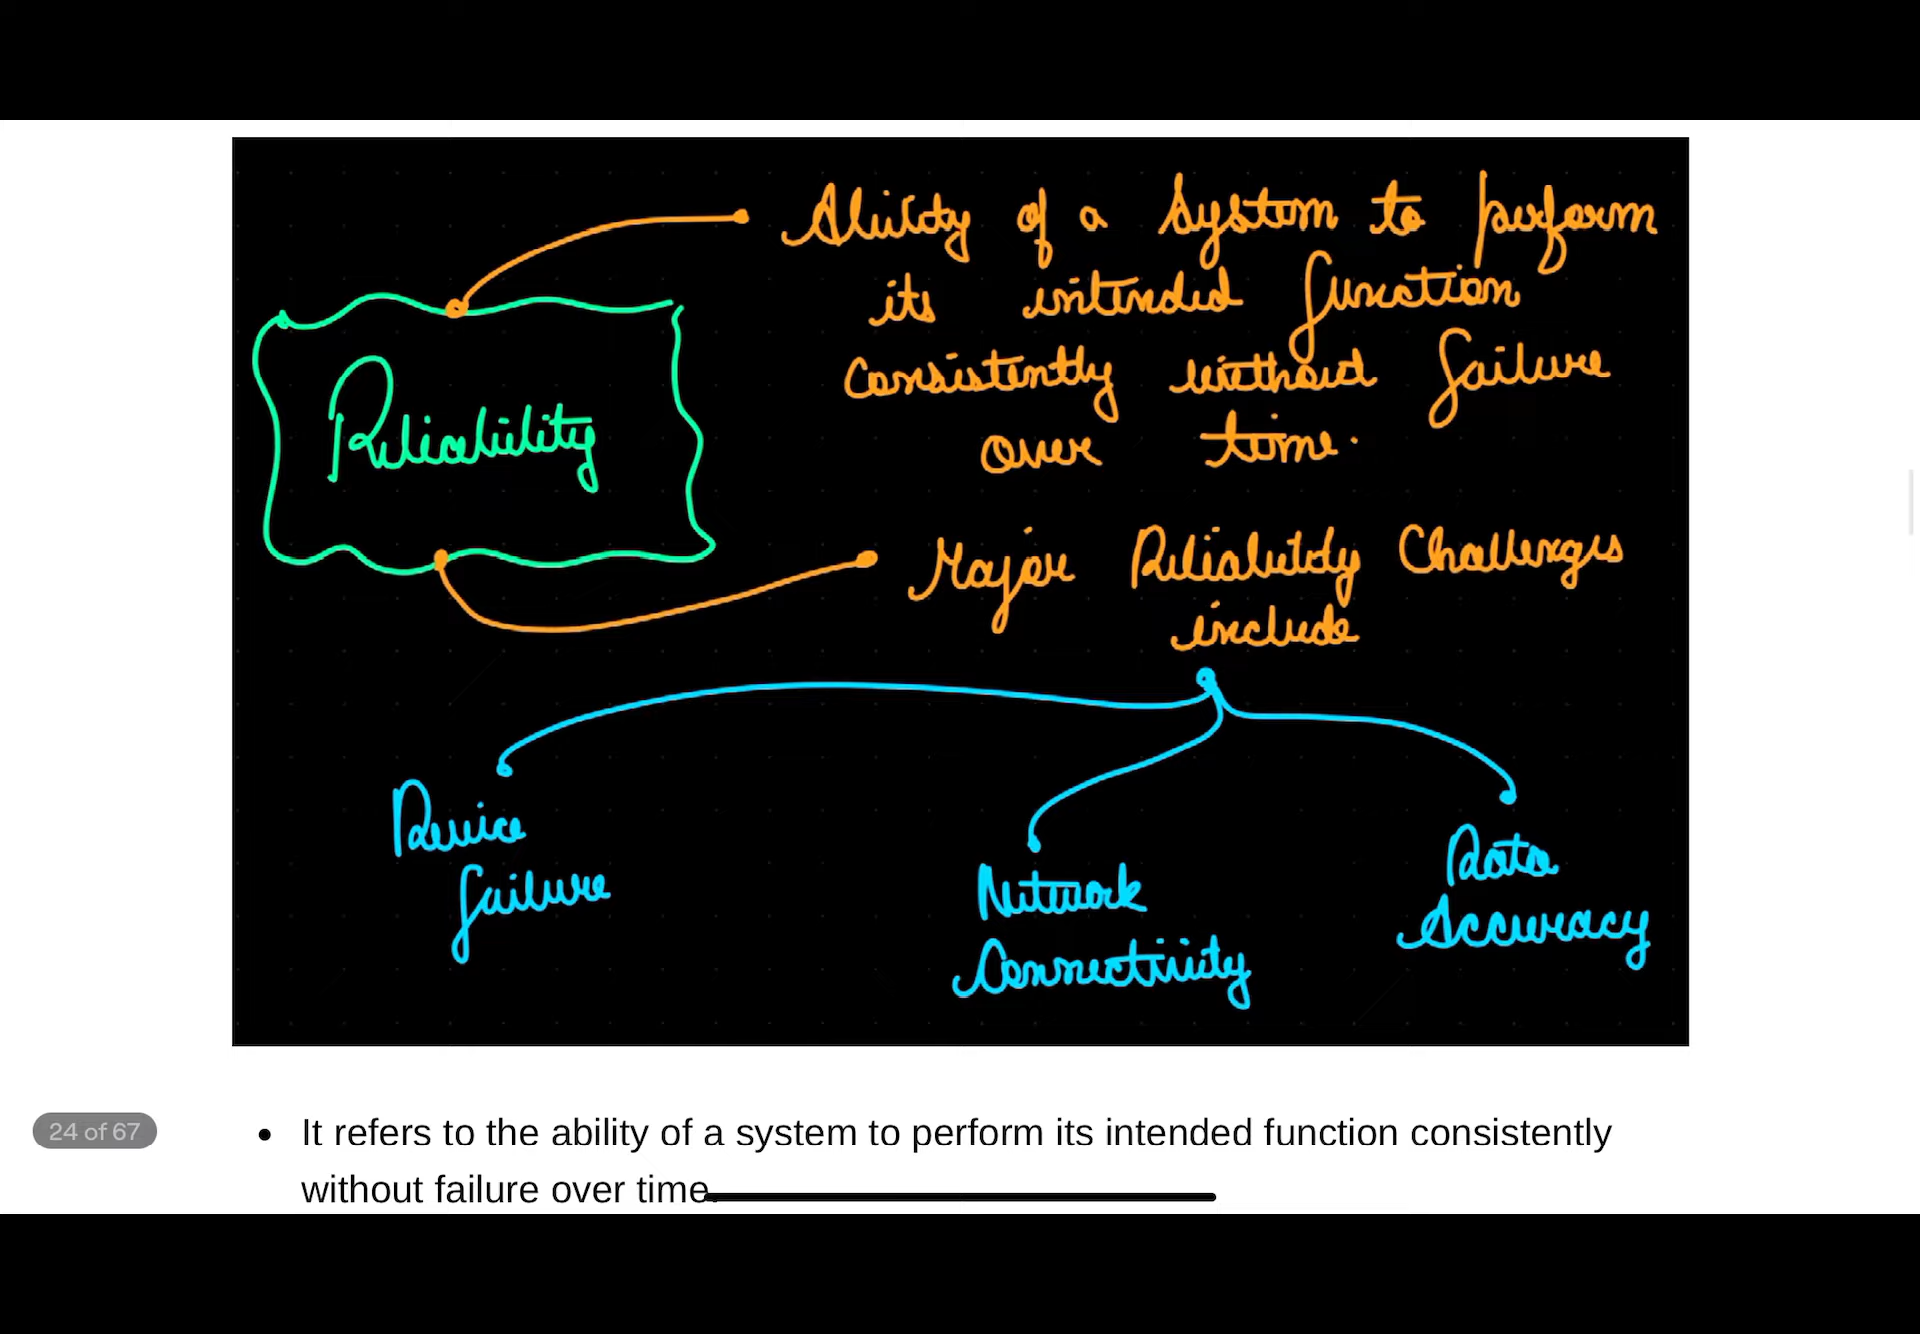 Ability of a System to perform
its intended function
Consistently without failure
over time.
Reliability
Major Reliability Challenges
include
Device
failure
Network
Connectivity
Data
Accuracy
24 of 67
• It refers to the ability of a system to perform its intended function consistently
without failure over time.